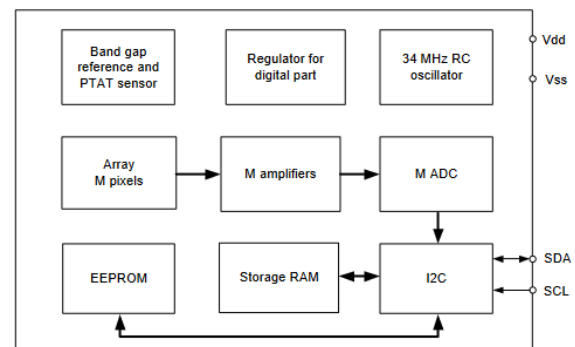 Band gap
reference and
PTAT sensor
Regulator for
digital part
34 MHz RC
oscillator
Vdd
Vss
Array
M pixels
M amplifiers
M ADC
EEPROM
Storage RAM
I2C
SDA
SCL